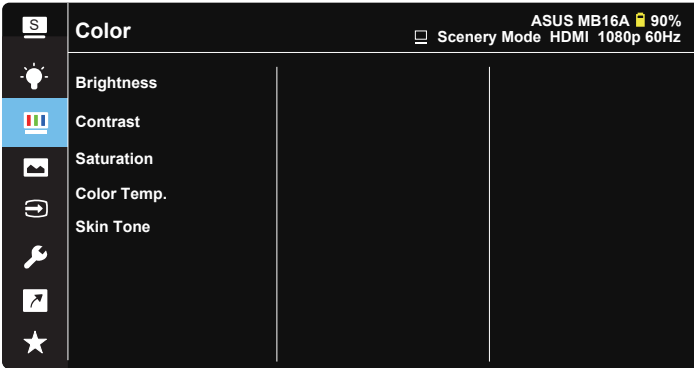 S
Color
ASUS MB16A 90%
Scenery Mode HDMI 1080p 60Hz
Brightness
Contrast
Saturation
Color Temp.
Skin Tone